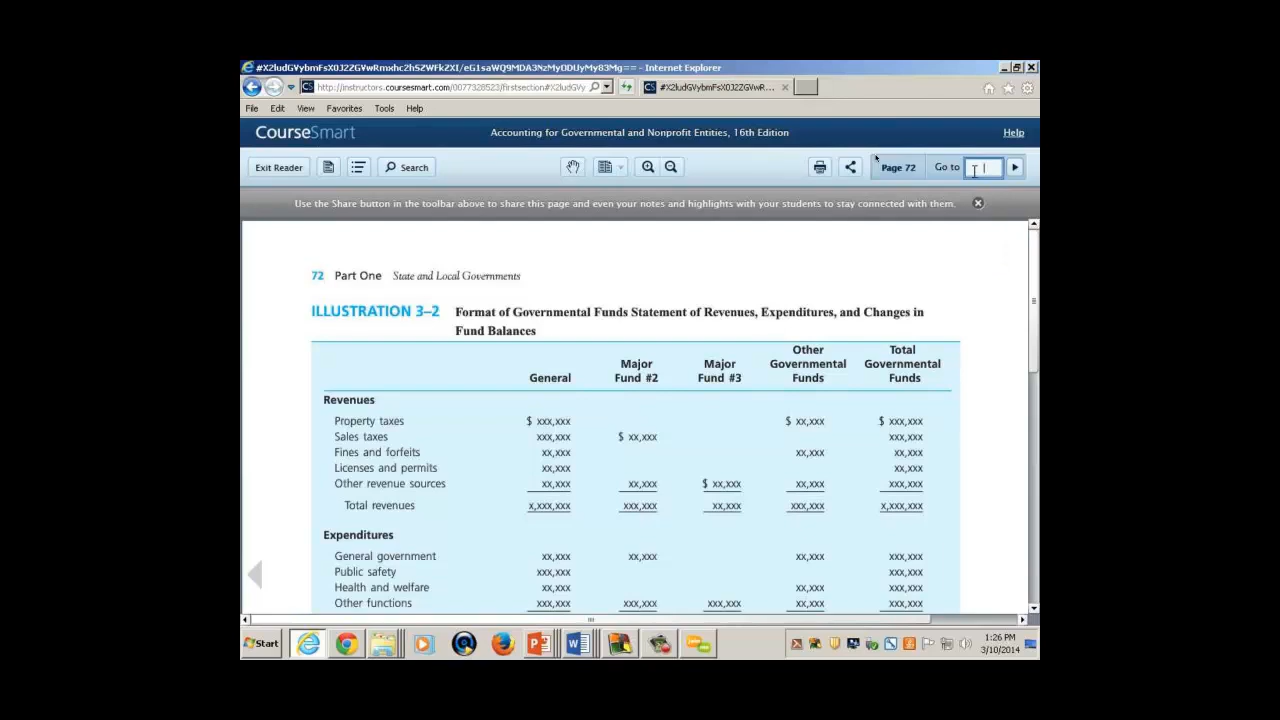 #X2ludGVybmFsX0J2ZGVwRmxhc2h5ZWFkZXI/eG1saWQ9MDA3NzMyODUyMy83Mg== - Internet Explorer
http://instructors.coursesmart.com/0077328523/firstsection#X2ludGVy
#X2ludGVybmFsX0J2ZGVwR...
File Edit View Favorites Tools Help
CourseSmart Accounting for Governmental and Nonprofit Entities, 16th Edition Help
Exit Reader Search Page 72 Go to
Use the Share button in the toolbar above to share this page and even your notes and highlights with your students to stay connected with them.
72 Part One State and Local Governments
ILLUSTRATION 3–2 Format of Governmental Funds Statement of Revenues, Expenditures, and Changes in
Fund Balances
Other Total
Major Major Governmental Governmental
General Fund #2 Fund #3 Funds Funds
Revenues
Property taxes $ xxx,xxx $ xx,xxx $ xxx,xxx
Sales taxes xxx,xxx $ xx,xxx xxx,xxx
Fines and forfeits xx,xxx xx,xxx xx,xxx
Licenses and permits xx,xxx xx,xxx
Other revenue sources xx,xxx xx,xxx $ xx,xxx xx,xxx xxx,xxx
Total revenues x,xxx,xxx xxx,xxx xx,xxx xxx,xxx x,xxx,xxx
Expenditures
General government xx,xxx xx,xxx xx,xxx xxx,xxx
Public safety xxx,xxx xxx,xxx
Health and welfare xx,xxx xx,xxx xxx,xxx
Other functions xxx,xxx xxx,xxx xxx,xxx xx,xxx xxx,xxx
Start
1:26 PM
3/10/2014